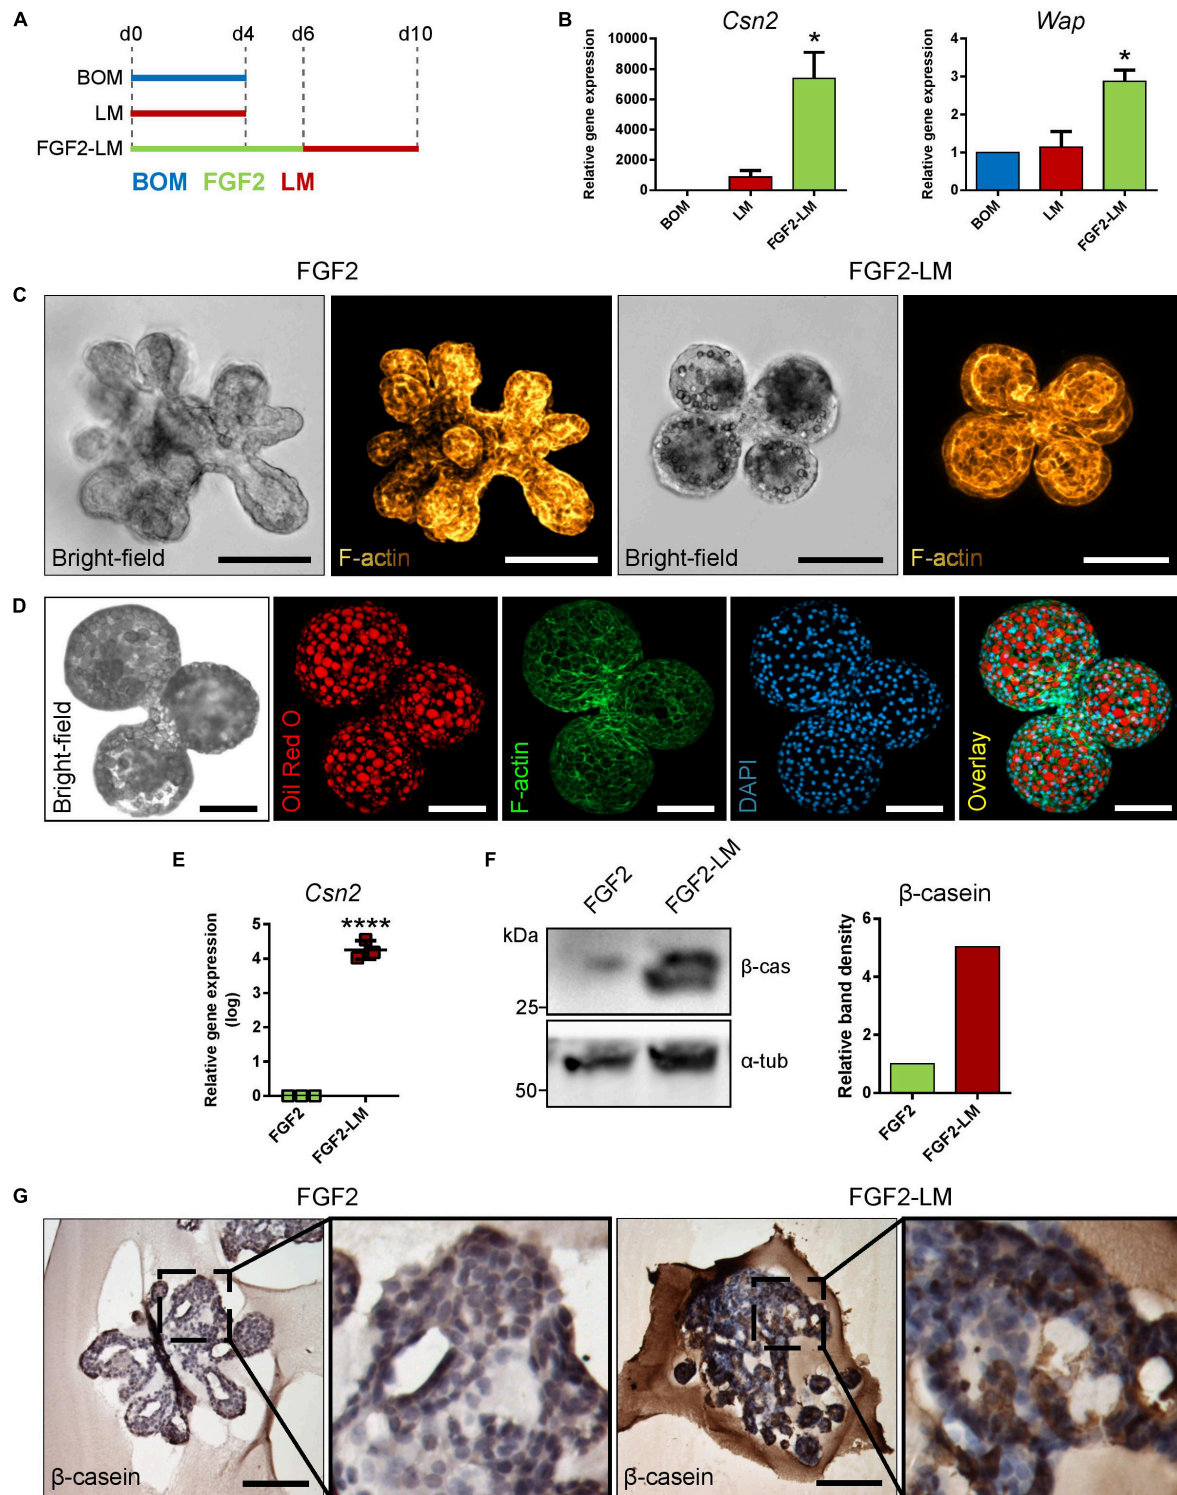 A
d0 d4 d6 d10
BOM
LM
FGF2-LM
BOM FGF2 LM
B
Csn2
Relative gene expression
10000
8000
6000
4000
2000
0
*
BOM LM FGF2-LM
Wap
Relative gene expression
4
3
2
1
0
*
BOM LM FGF2-LM
C
FGF2
FGF2-LM
Bright-field
F-actin
Bright-field
F-actin
D
Bright-field
Oil Red O
F-actin
DAPI
Overlay
E
Csn2
Relative gene expression
(log)
5
4
3
2
1
0
****
FGF2 FGF2-LM
F
FGF2 FGF2-LM
kDa
β-cas
25
α-tub
50
β-casein
Relative band density
6
4
2
0
FGF2 FGF2-LM
G
FGF2
FGF2-LM
β-casein
β-casein